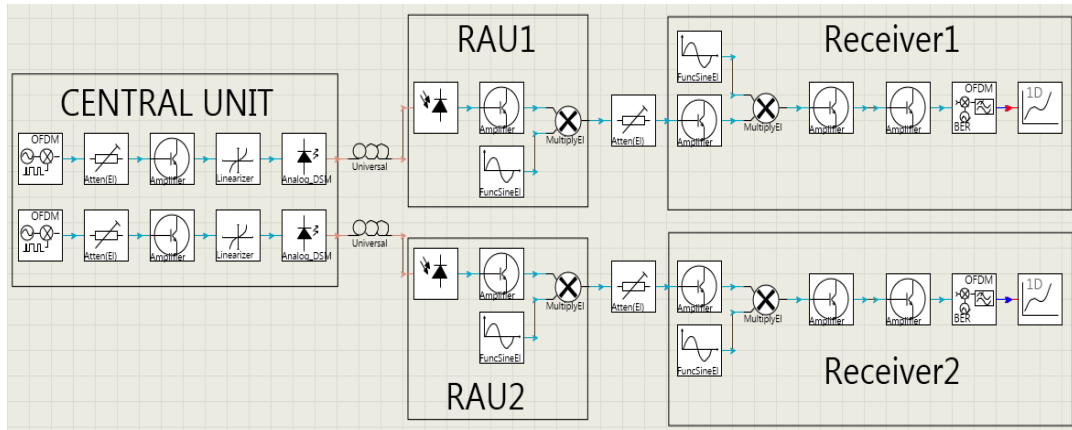 RAU1
Receiver1
CENTRAL UNIT
FuncSineEl
OFDM
Amplifier
MultiplyEl
Atten(El)
Amplifier
Amplifier
Amplifier
BER
1D
MultiplyEl
FuncSineEl
OFDM
Atten(El)
Amplifier
Linearizer
Analog_DSM
Universal
OFDM
Atten(El)
Amplifier
Linearizer
Analog_DSM
Universal
Amplifier
MultiplyEl
FuncSineEl
RAU2
Atten(El)
Amplifier
MultiplyEl
FuncSineEl
Amplifier
Amplifier
OFDM
BER
1D
Receiver2